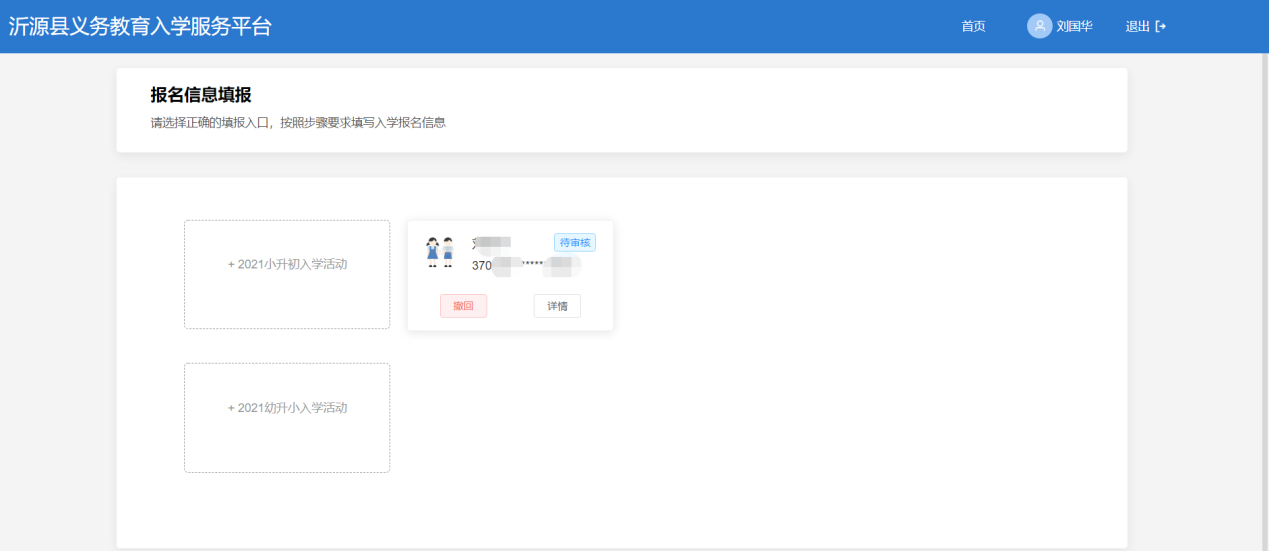 沂源县义务教育入学服务平台
首页
刘国华
退出
报名信息填报
请选择正确的填报入口，按照步骤要求填写入学报名信息
+ 2021小升初入学活动
待审核
370 *****
撤回
详情
+ 2021幼升小入学活动